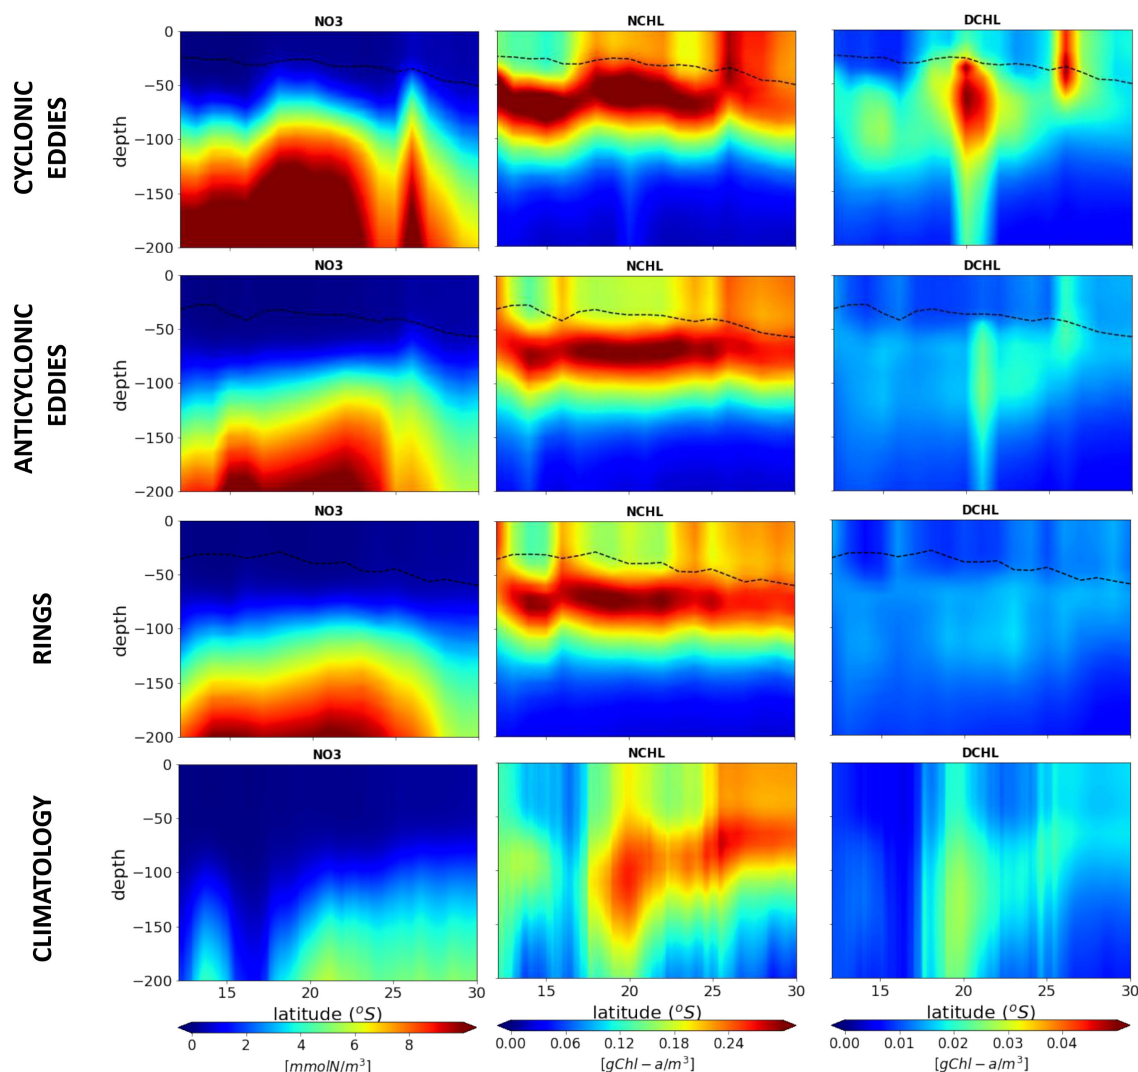 NO3 NCHL DCHL
CYCLONIC
EDDIES
depth
0
−50
−100
−150
−200
NO3 NCHL DCHL
ANTICYCLONIC
EDDIES
depth
0
−50
−100
−150
−200
NO3 NCHL DCHL
RINGS
depth
0
−50
−100
−150
−200
NO3 NCHL DCHL
CLIMATOLOGY
depth
0
−50
−100
−150
−200
15 20 25 30 15 20 25 30 15 20 25 30
latitude (°S) latitude (°S) latitude (°S)
0 2 4 6 8 0.00 0.06 0.12 0.18 0.24 0.00 0.01 0.02 0.03 0.04
[mmolN/m³] [gChl − a/m³] [gChl − a/m³]